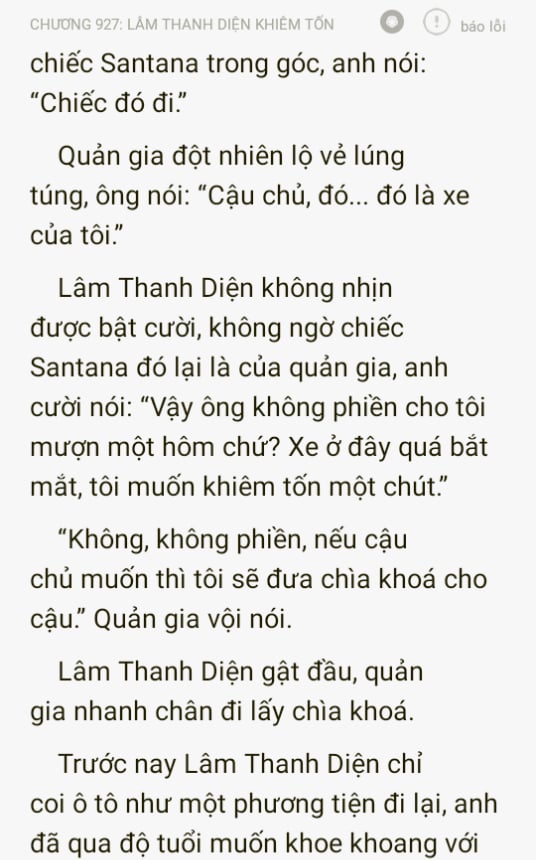 CHƯƠNG 927: LÂM THANH DIỆN KHIÊM TỐN
báo lỗi
chiếc Santana trong góc, anh nói:
“Chiếc đó đi.”
Quản gia đột nhiên lộ vẻ lúng
túng, ông nói: “Cậu chủ, đó... đó là xe
của tôi.”
Lâm Thanh Diện không nhịn
được bật cười, không ngờ chiếc
Santana đó lại là của quản gia, anh
cười nói: “Vậy ông không phiền cho tôi
mượn một hôm chứ? Xe ở đây quá bắt
mắt, tôi muốn khiêm tốn một chút.”
“Không, không phiền, nếu cậu
chủ muốn thì tôi sẽ đưa chìa khoá cho
cậu.” Quản gia vội nói.
Lâm Thanh Diện gật đầu, quản
gia nhanh chân đi lấy chìa khoá.
Trước nay Lâm Thanh Diện chỉ
coi ô tô như một phương tiện đi lại, anh
đã qua độ tuổi muốn khoe khoang với